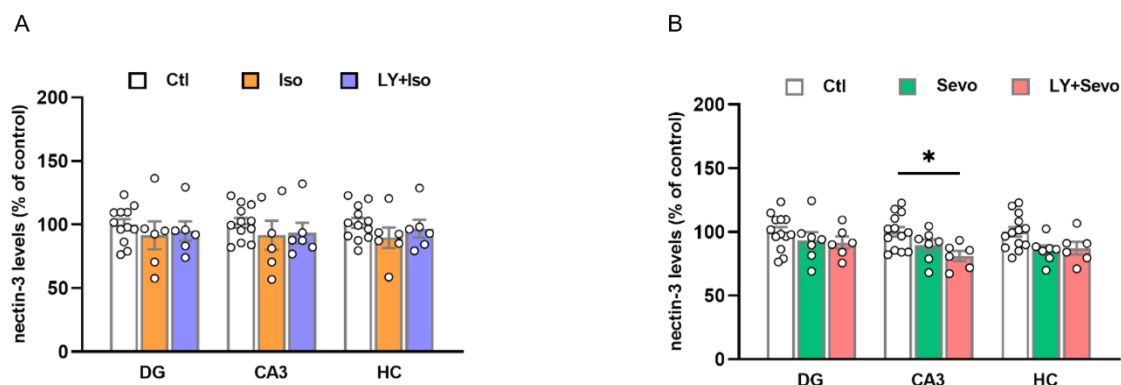 A
Ctl Iso LY+Iso
nectin-3 levels (% of control)
200
150
100
50
0
DG CA3 HC
B
Ctl Sevo LY+Sevo
nectin-3 levels (% of control)
200
150
100
50
0
*
DG CA3 HC